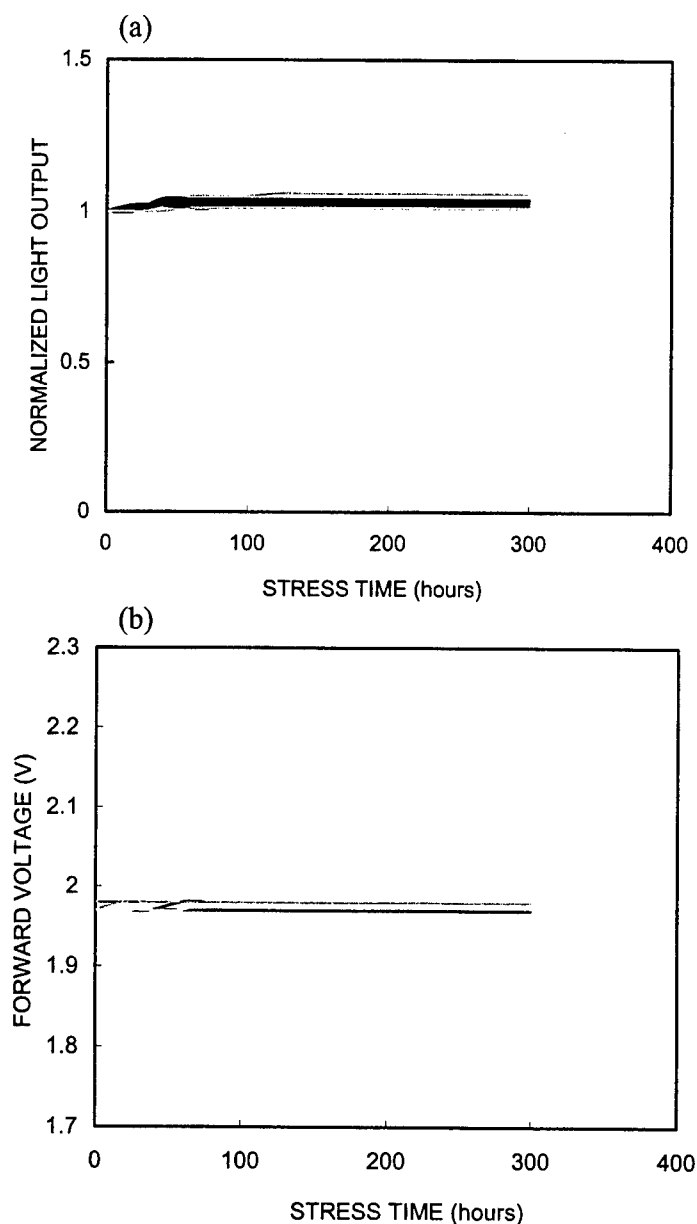 (a)
1.5
1
0.5
0
NORMALIZED LIGHT OUTPUT
0 100 200 300 400
STRESS TIME (hours)
(b)
2.3
2.2
2.1
2
1.9
1.8
1.7
FORWARD VOLTAGE (V)
0 100 200 300 400
STRESS TIME (hours)